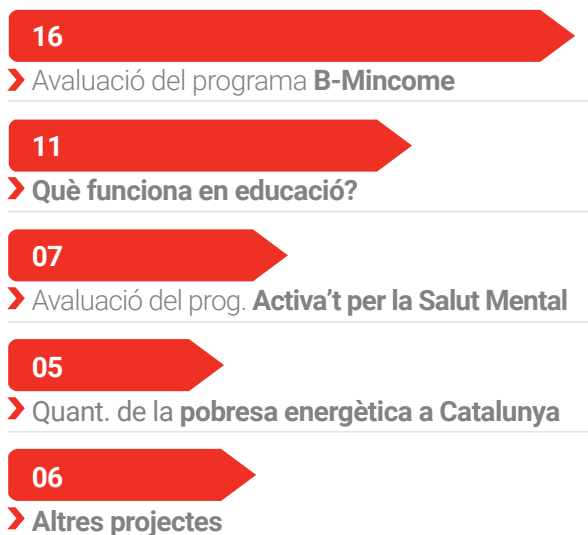 16
Avaluació del programa B-Mincome
11
Què funciona en educació?
07
Avaluació del prog. Activa't per la Salut Mental
05
Quant. de la pobresa energètica a Catalunya
06
Altres projectes